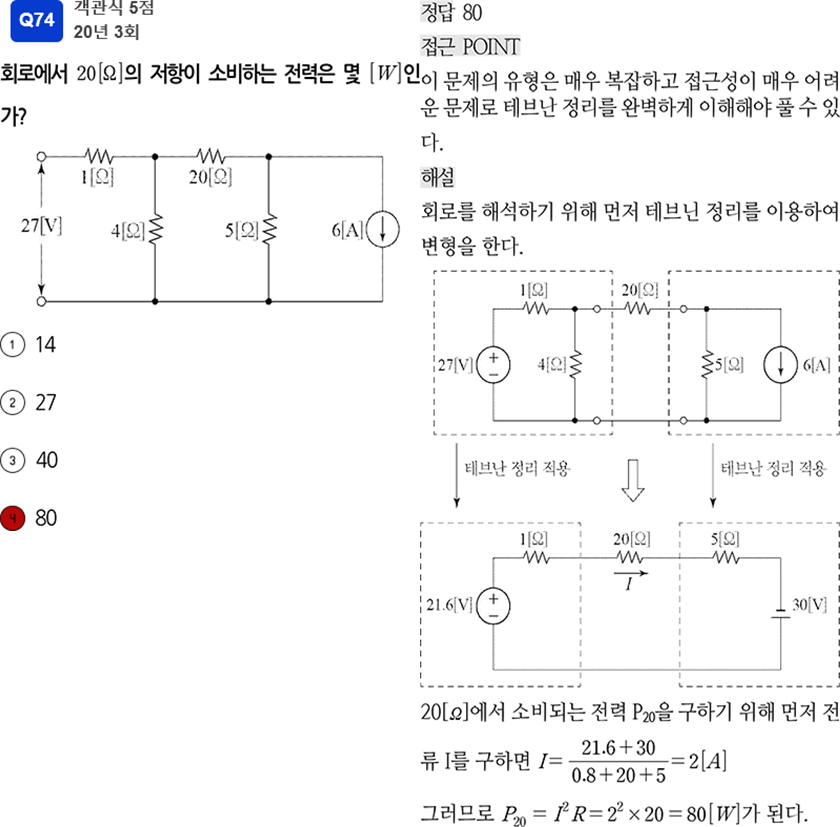 Q74
객관식 5점
20년 3회
회로에서 20[Ω]의 저항이 소비하는 전력은 몇 [W]인
가?
1[Ω]
20[Ω]
27[V]
4[Ω]
5[Ω]
6[A]
① 14
② 27
③ 40
④ 80
정답 80
접근 POINT
이 문제의 유형은 매우 복잡하고 접근성이 매우 어려
운 문제로 테브난 정리를 완벽하게 이해해야 풀 수 있
다.
해설
회로를 해석하기 위해 먼저 테브닌 정리를 이용하여
변형을 한다.
1[Ω]
20[Ω]
27[V]
+
−
4[Ω]
5[Ω]
6[A]
테브난 정리 적용
테브난 정리 적용
1[Ω]
20[Ω]
5[Ω]
I
21.6[V]
+
−
30[V]
20[Ω]에서 소비되는 전력 P₂₀을 구하기 위해 먼저 전
류 I를 구하면 I = (21.6+30)/(0.8+20+5) = 2[A]
그러므로 P₂₀ = I²R = 2² × 20 = 80[W]가 된다.